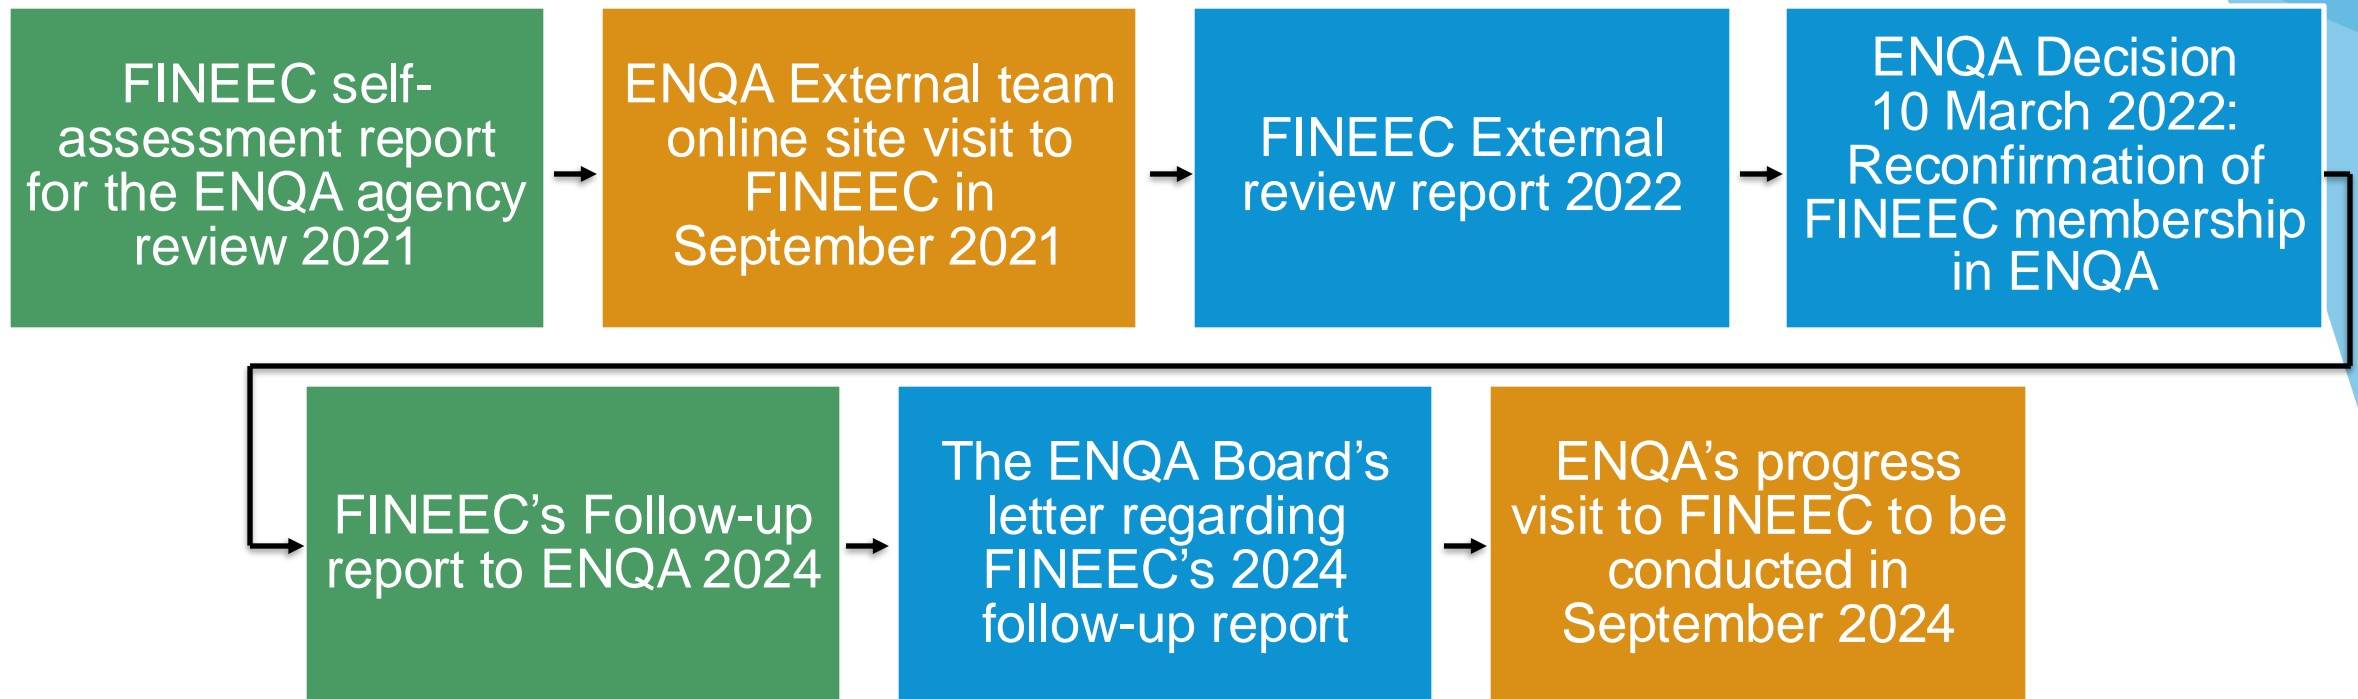 FINEEC self-
assessment report
for the ENQA agency
review 2021
ENQA External team
online site visit to
FINEEC in
September 2021
FINEEC External
review report 2022
ENQA Decision
10 March 2022:
Reconfirmation of
FINEEC membership
in ENQA
FINEEC’s Follow-up
report to ENQA 2024
The ENQA Board’s
letter regarding
FINEEC’s 2024
follow-up report
ENQA’s progress
visit to FINEEC to be
conducted in
September 2024